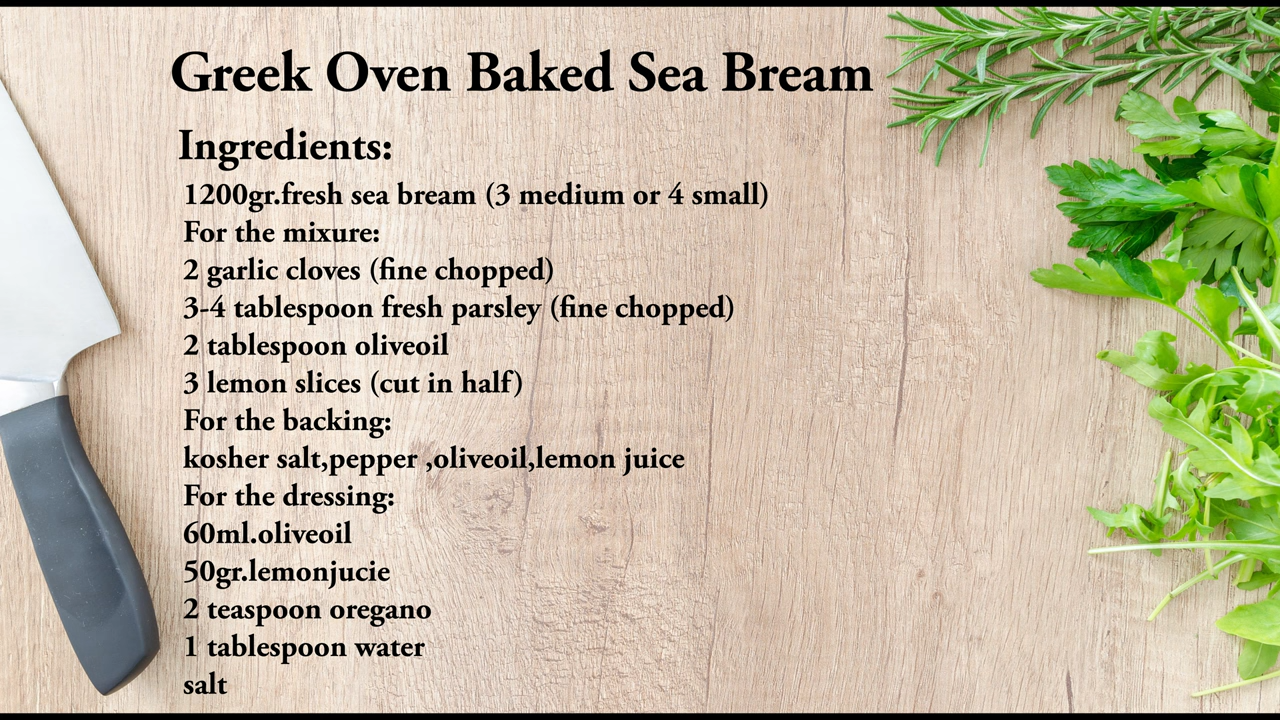 Greek Oven Baked Sea Bream
Ingredients:
1200gr.fresh sea bream (3 medium or 4 small)
For the mixure:
2 garlic cloves (fine chopped)
3-4 tablespoon fresh parsley (fine chopped)
2 tablespoon oliveoil
3 lemon slices (cut in half)
For the backing:
kosher salt,pepper ,oliveoil,lemon juice
For the dressing:
60ml.oliveoil
50gr.lemonjucie
2 teaspoon oregano
1 tablespoon water
salt